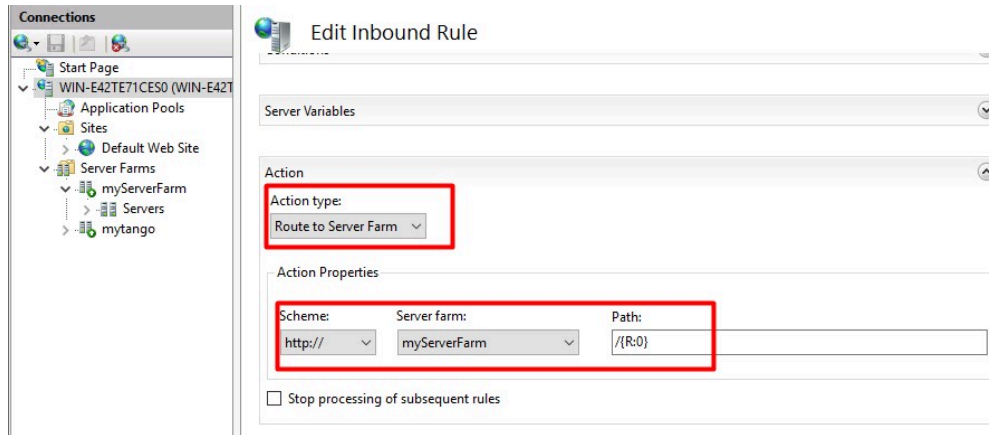 Connections
Start Page
WIN-E42TE71CES0 (WIN-E42T
Application Pools
Sites
Default Web Site
Server Farms
myServerFarm
Servers
mytango
Edit Inbound Rule
Conditions
Server Variables
Action
Action type:
Route to Server Farm
Action Properties
Scheme: Server farm: Path:
http:// myServerFarm /{R:0}
Stop processing of subsequent rules